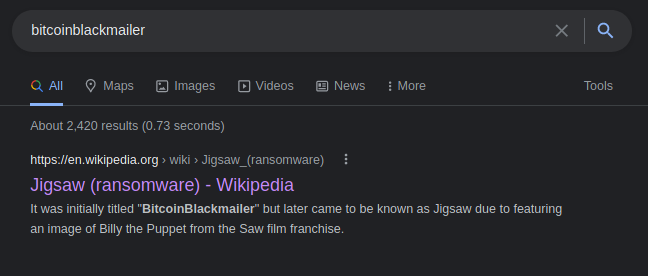 bitcoinblackmailer
All Maps Images Videos News More Tools
About 2,420 results (0.73 seconds)
https://en.wikipedia.org › wiki › Jigsaw_(ransomware)
Jigsaw (ransomware) - Wikipedia
It was initially titled "BitcoinBlackmailer" but later came to be known as Jigsaw due to featuring
an image of Billy the Puppet from the Saw film franchise.